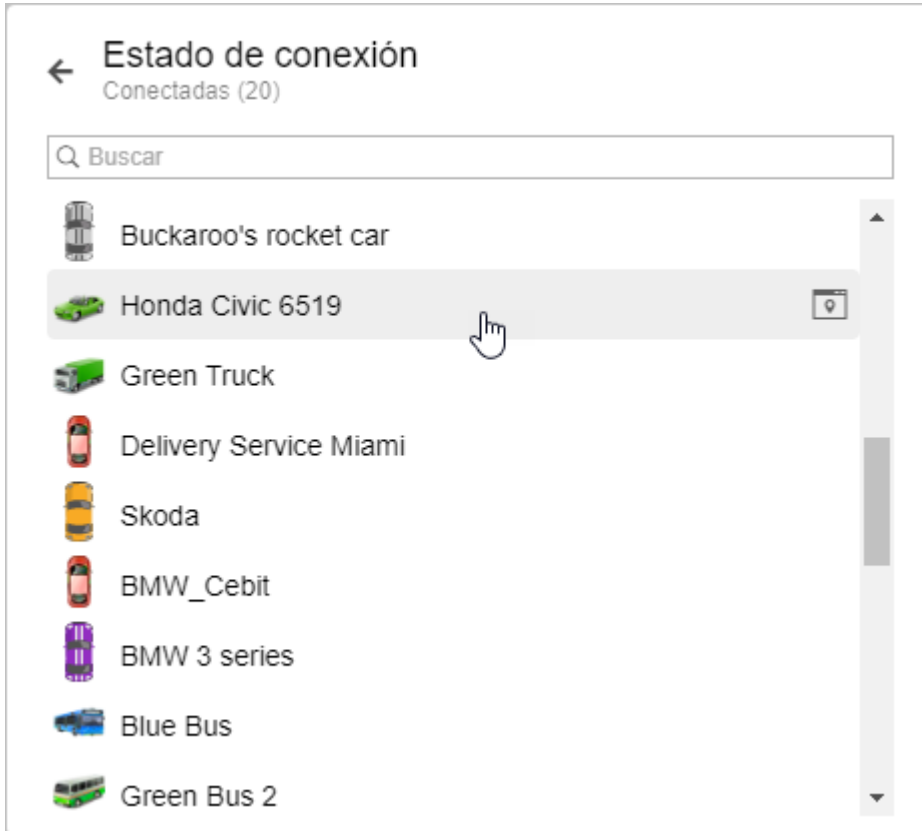 Estado de conexión
Conectadas (20)
Buscar
Buckaroo's rocket car
Honda Civic 6519
Green Truck
Delivery Service Miami
Skoda
BMW_Cebit
BMW 3 series
Blue Bus
Green Bus 2